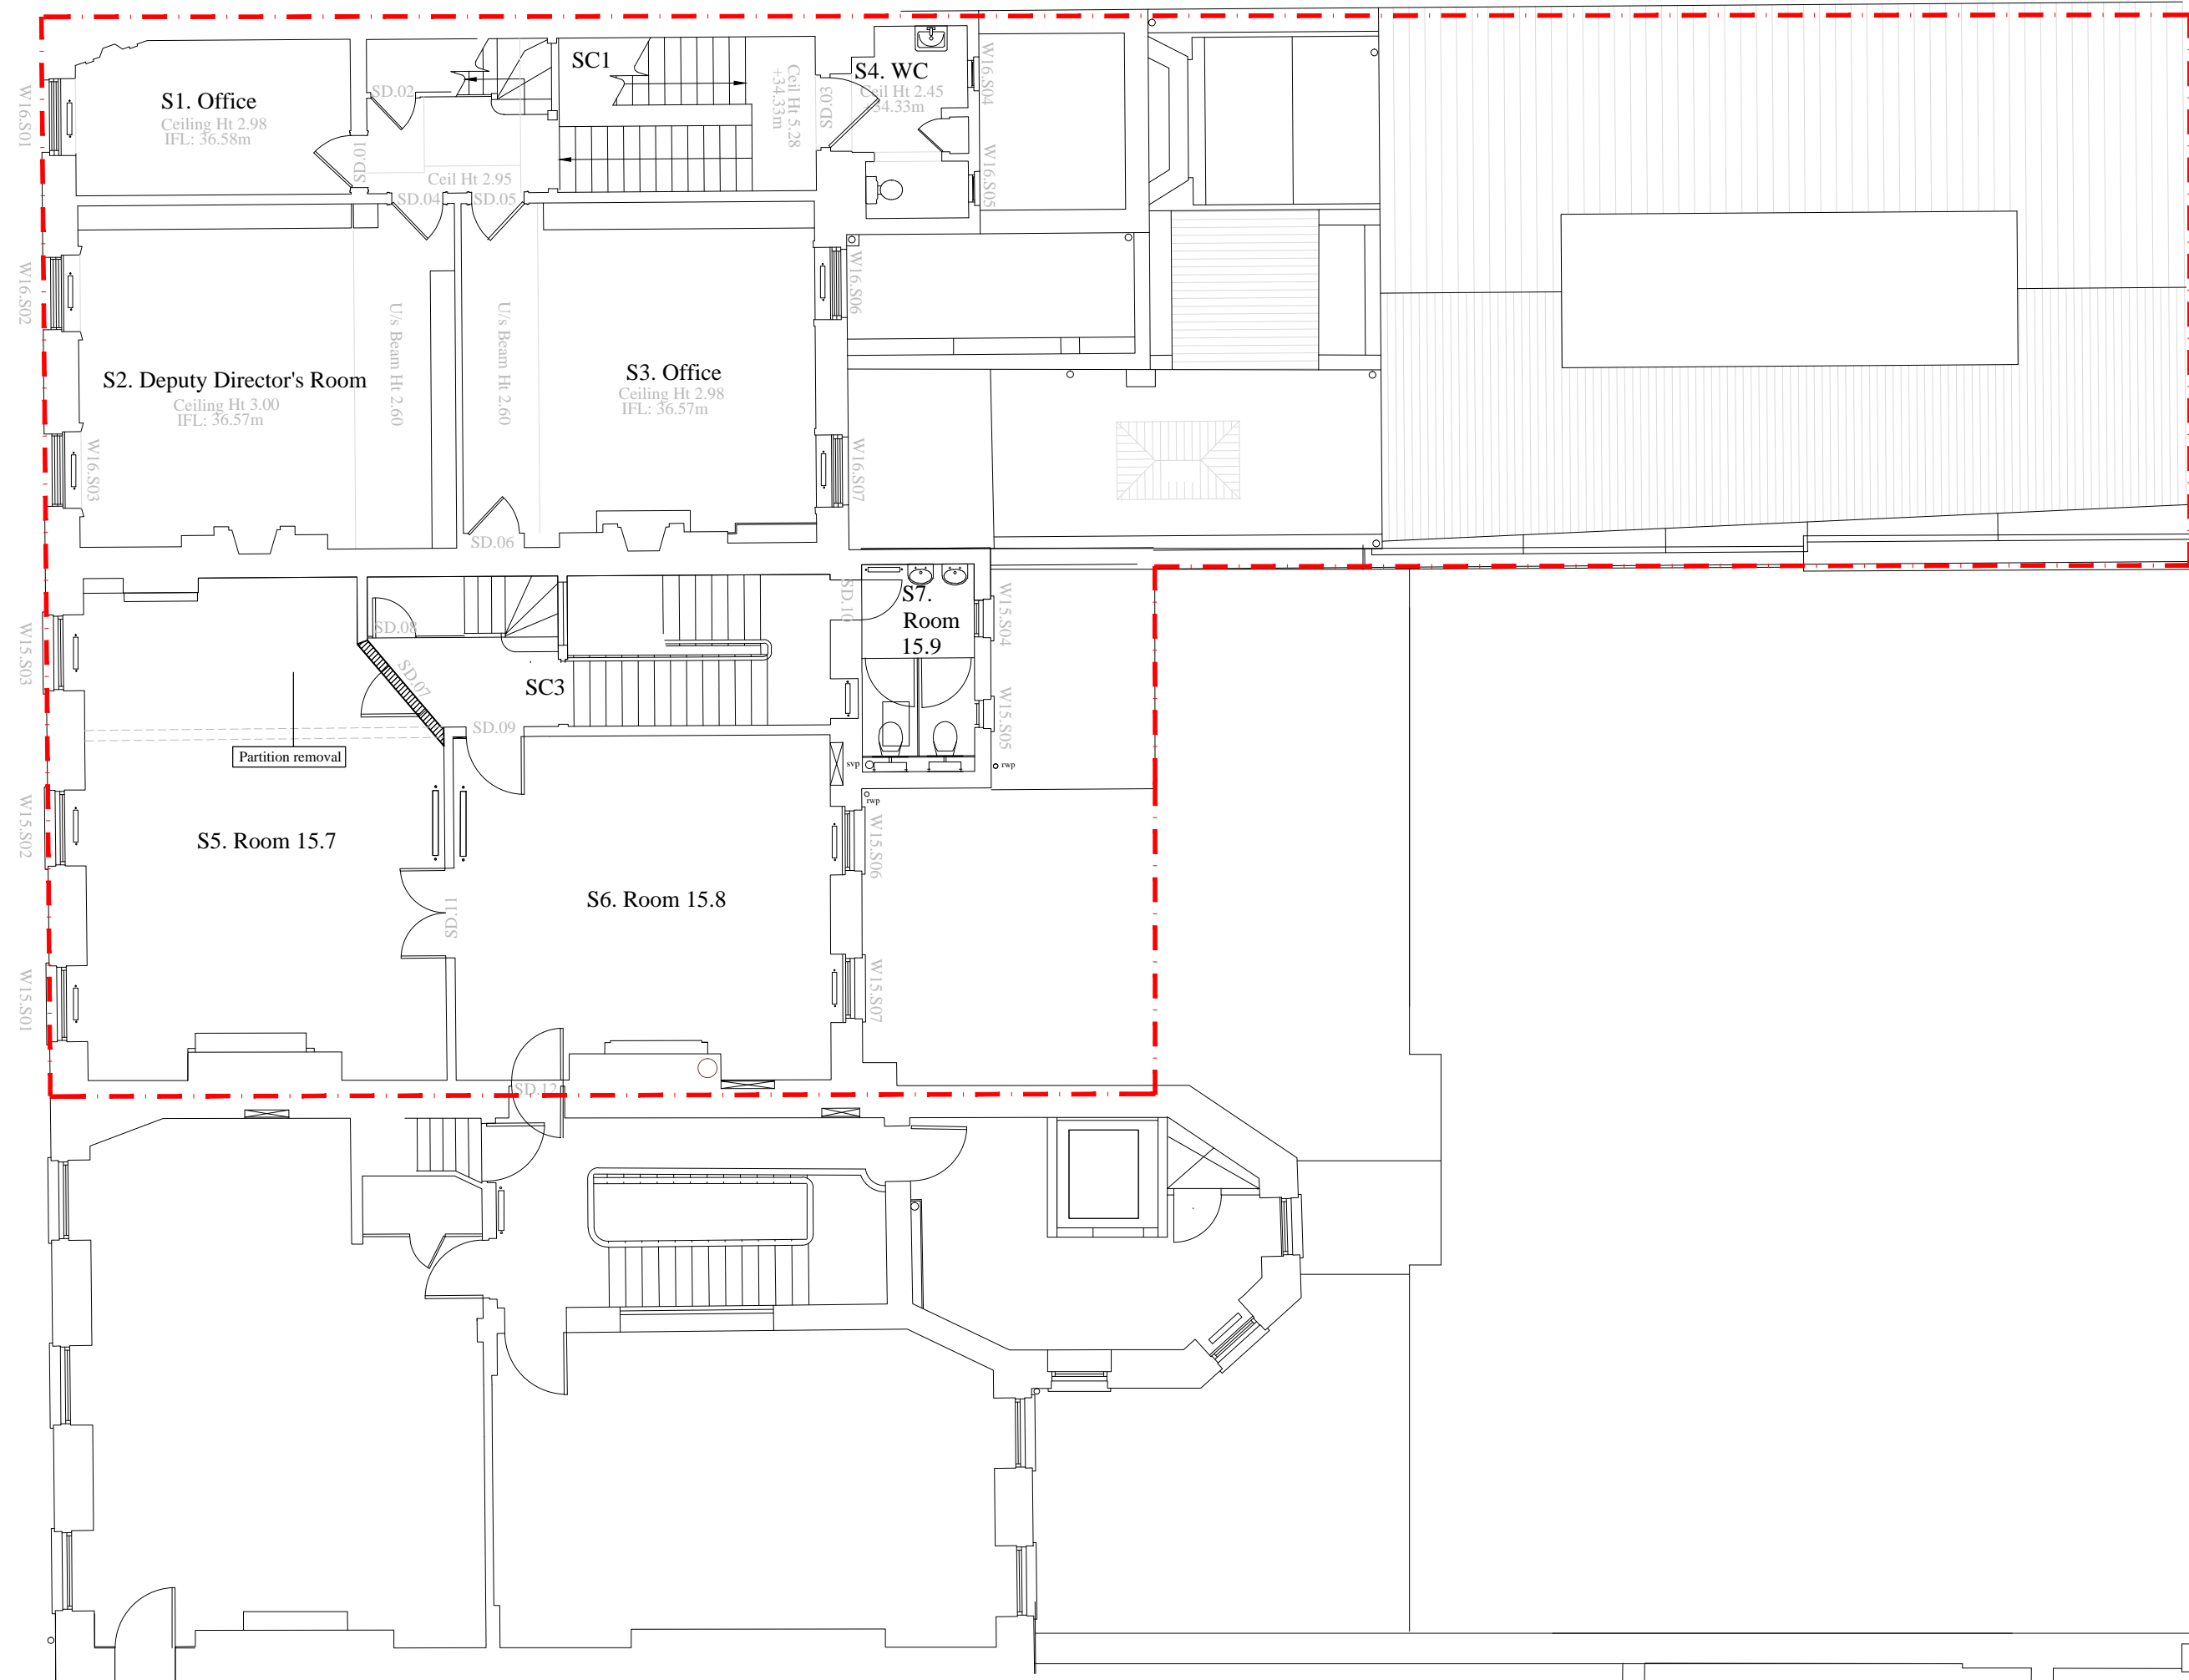 S1. Office
Ceiling Ht 2.98
IFL: 36.58m
W16.S01
SD.01
SD.02
Ceil Ht 2.95
SC1
Ceil Ht 5.28
+34.33m
SD.03
S4. WC
Ceil Ht 2.45
+34.33m
W16.S04
W16.S05
SD.04
SD.05
W16.S02
S2. Deputy Director's Room
Ceiling Ht 3.00
IFL: 36.57m
U/s Beam Ht 2.60
U/s Beam Ht 2.60
S3. Office
Ceiling Ht 2.98
IFL: 36.57m
W16.S06
W16.S03
W16.S07
SD.06
W15.S03
SD.08
SD.07
SC3
SD.10
S7.
Room
15.9
W15.S04
W15.S05
SD.09
Partition removal
svp
rwp
rwp
W15.S02
S5. Room 15.7
W15.S06
S6. Room 15.8
SD.11
W15.S01
W15.S07
SD.12